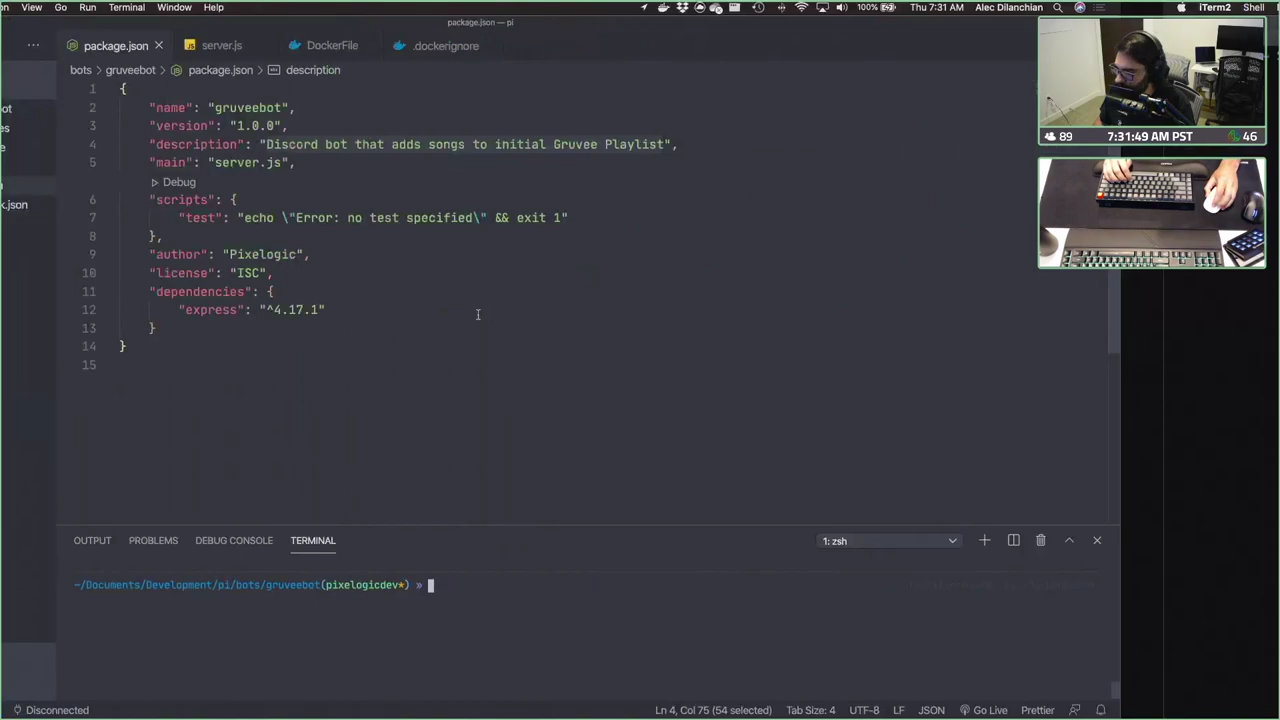 View Go Run Terminal Window Help 100% Thu 7:31 AM Alec Dilanchian iTerm2 Shell
package.json — pi
··· package.json server.js DockerFile .dockerignore
bots > gruveebot > package.json > description
1 {
2 "name": "gruveebot",
3 "version": "1.0.0",
4 "description": "Discord bot that adds songs to initial Gruvee Playlist",
5 "main": "server.js",
Debug
6 "scripts": {
7 "test": "echo \"Error: no test specified\" && exit 1"
8 },
9 "author": "Pixelogic",
10 "license": "ISC",
11 "dependencies": {
12 "express": "^4.17.1"
13 }
14 }
15
89 7:31:49 AM PST 46
OUTPUT PROBLEMS DEBUG CONSOLE TERMINAL 1: zsh
~/Documents/Development/pi/bots/gruveebot(pixelogicdev*) »
Disconnected Ln 4, Col 75 (54 selected) Tab Size: 4 UTF-8 LF JSON Go Live Prettier